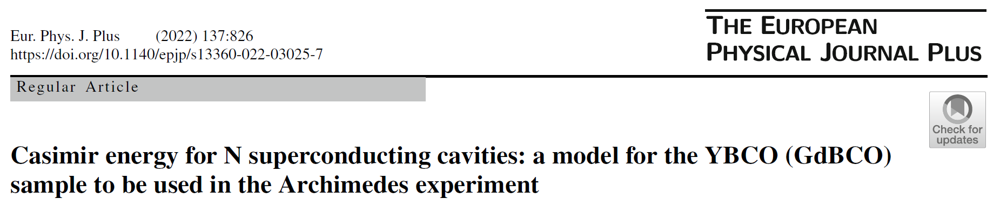 Eur. Phys. J. Plus (2022) 137:826
https://doi.org/10.1140/epjp/s13360-022-03025-7
THE EUROPEAN
PHYSICAL JOURNAL PLUS
Regular Article
Check for
updates
Casimir energy for N superconducting cavities: a model for the YBCO (GdBCO)
sample to be used in the Archimedes experiment